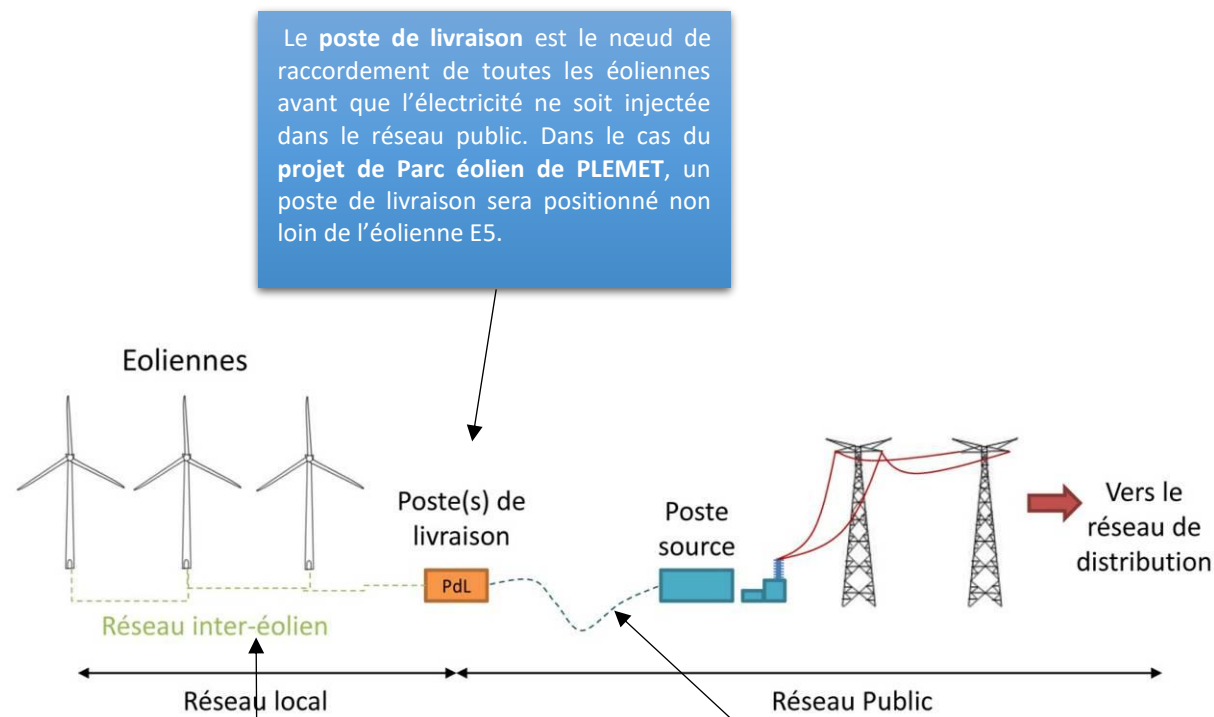 Le poste de livraison est le nœud de
raccordement de toutes les éoliennes
avant que l’électricité ne soit injectée
dans le réseau public. Dans le cas du
projet de Parc éolien de PLEMET, un
poste de livraison sera positionné non
loin de l’éolienne E5.
Eoliennes
Poste(s) de
livraison
Poste
source
Vers le
réseau de
distribution
PdL
Réseau inter-éolien
Réseau local
Réseau Public